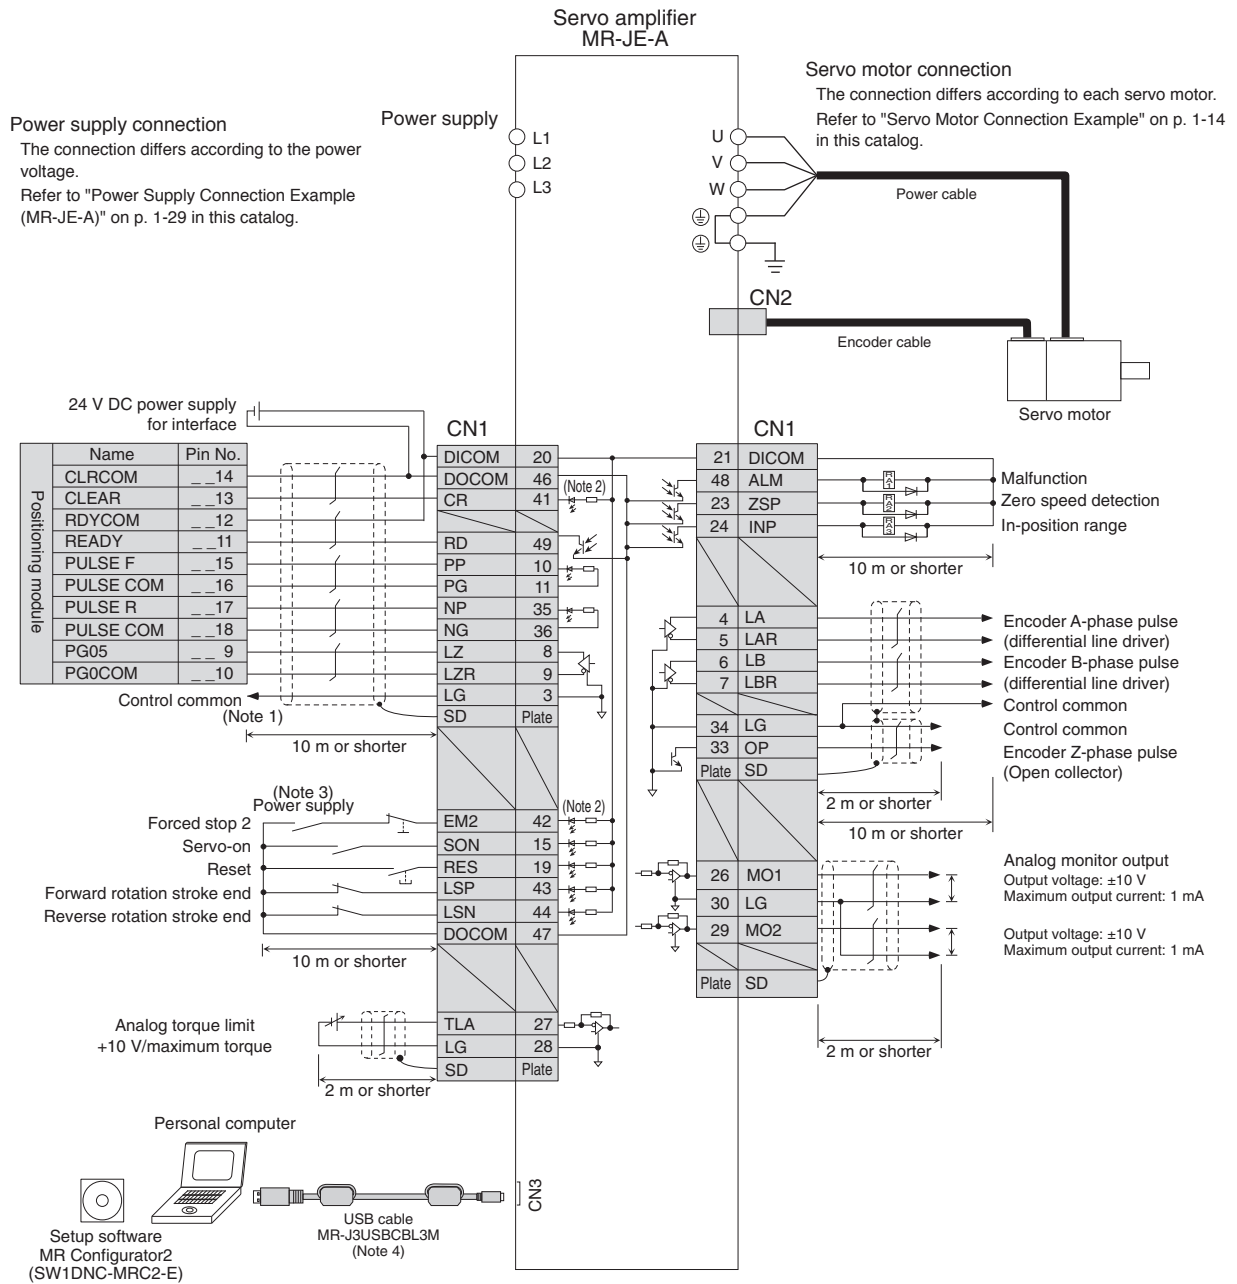 Servo amplifier
MR-JE-A
Servo motor connection
The connection differs according to each servo motor.
Refer to "Servo Motor Connection Example" on p. 1-14
in this catalog.
Power supply connection
The connection differs according to the power
voltage.
Refer to "Power Supply Connection Example
(MR-JE-A)" on p. 1-29 in this catalog.
Power supply
L1
L2
L3
U
V
W
Power cable
CN2
Encoder cable
Servo motor
24 V DC power supply
for interface
Positioning module
Name Pin No.
CLRCOM _ _14
CLEAR _ _13
RDYCOM _ _12
READY _ _11
PULSE F _ _15
PULSE COM _ _16
PULSE R _ _17
PULSE COM _ _18
PG05 _ _ 9
PG0COM _ _10
Control common
(Note 1)
10 m or shorter
CN1
DICOM 20
DOCOM 46
CR 41
(Note 2)
RD 49
PP 10
PG 11
NP 35
NG 36
LZ 8
LZR 9
LG 3
SD Plate
(Note 3)
Power supply
Forced stop 2
Servo-on
Reset
Forward rotation stroke end
Reverse rotation stroke end
10 m or shorter
(Note 2)
EM2 42
SON 15
RES 19
LSP 43
LSN 44
DOCOM 47
Analog torque limit
+10 V/maximum torque
2 m or shorter
TLA 27
LG 28
SD Plate
CN1
21 DICOM
48 ALM
23 ZSP
24 INP
RA1
RA2
RA3
Malfunction
Zero speed detection
In-position range
10 m or shorter
4 LA
5 LAR
6 LB
7 LBR
34 LG
33 OP
Plate SD
Encoder A-phase pulse
(differential line driver)
Encoder B-phase pulse
(differential line driver)
Control common
Control common
Encoder Z-phase pulse
(Open collector)
2 m or shorter
10 m or shorter
26 MO1
30 LG
29 MO2
Plate SD
Analog monitor output
Output voltage: ±10 V
Maximum output current: 1 mA
Output voltage: ±10 V
Maximum output current: 1 mA
2 m or shorter
Personal computer
CN3
USB cable
MR-J3USBCBL3M
(Note 4)
Setup software
MR Configurator2
(SW1DNC-MRC2-E)